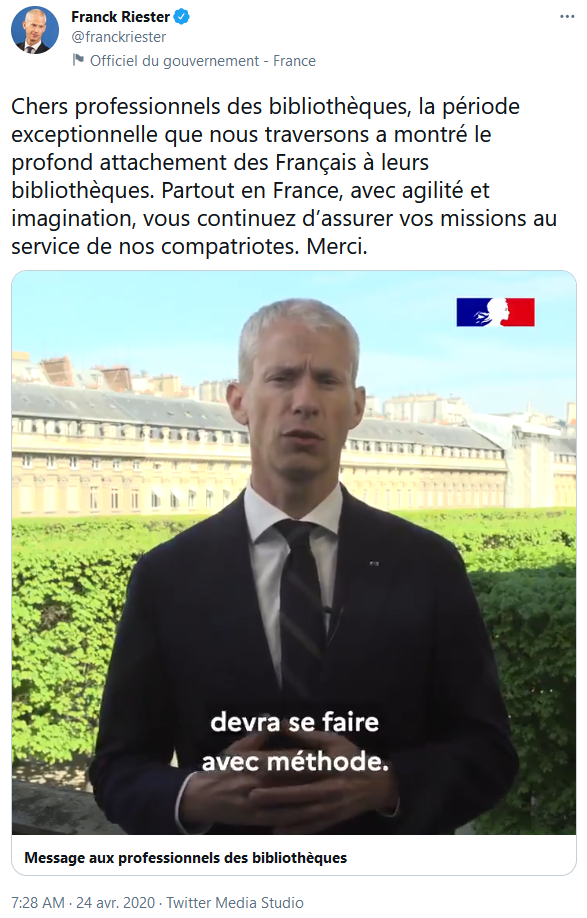 Franck Riester
@franckriester
Officiel du gouvernement - France
Chers professionnels des bibliothèques, la période
exceptionnelle que nous traversons a montré le
profond attachement des Français à leurs
bibliothèques. Partout en France, avec agilité et
imagination, vous continuez d’assurer vos missions au
service de nos compatriotes. Merci.
devra se faire
avec méthode.
Message aux professionnels des bibliothèques
7:28 AM · 24 avr. 2020 · Twitter Media Studio